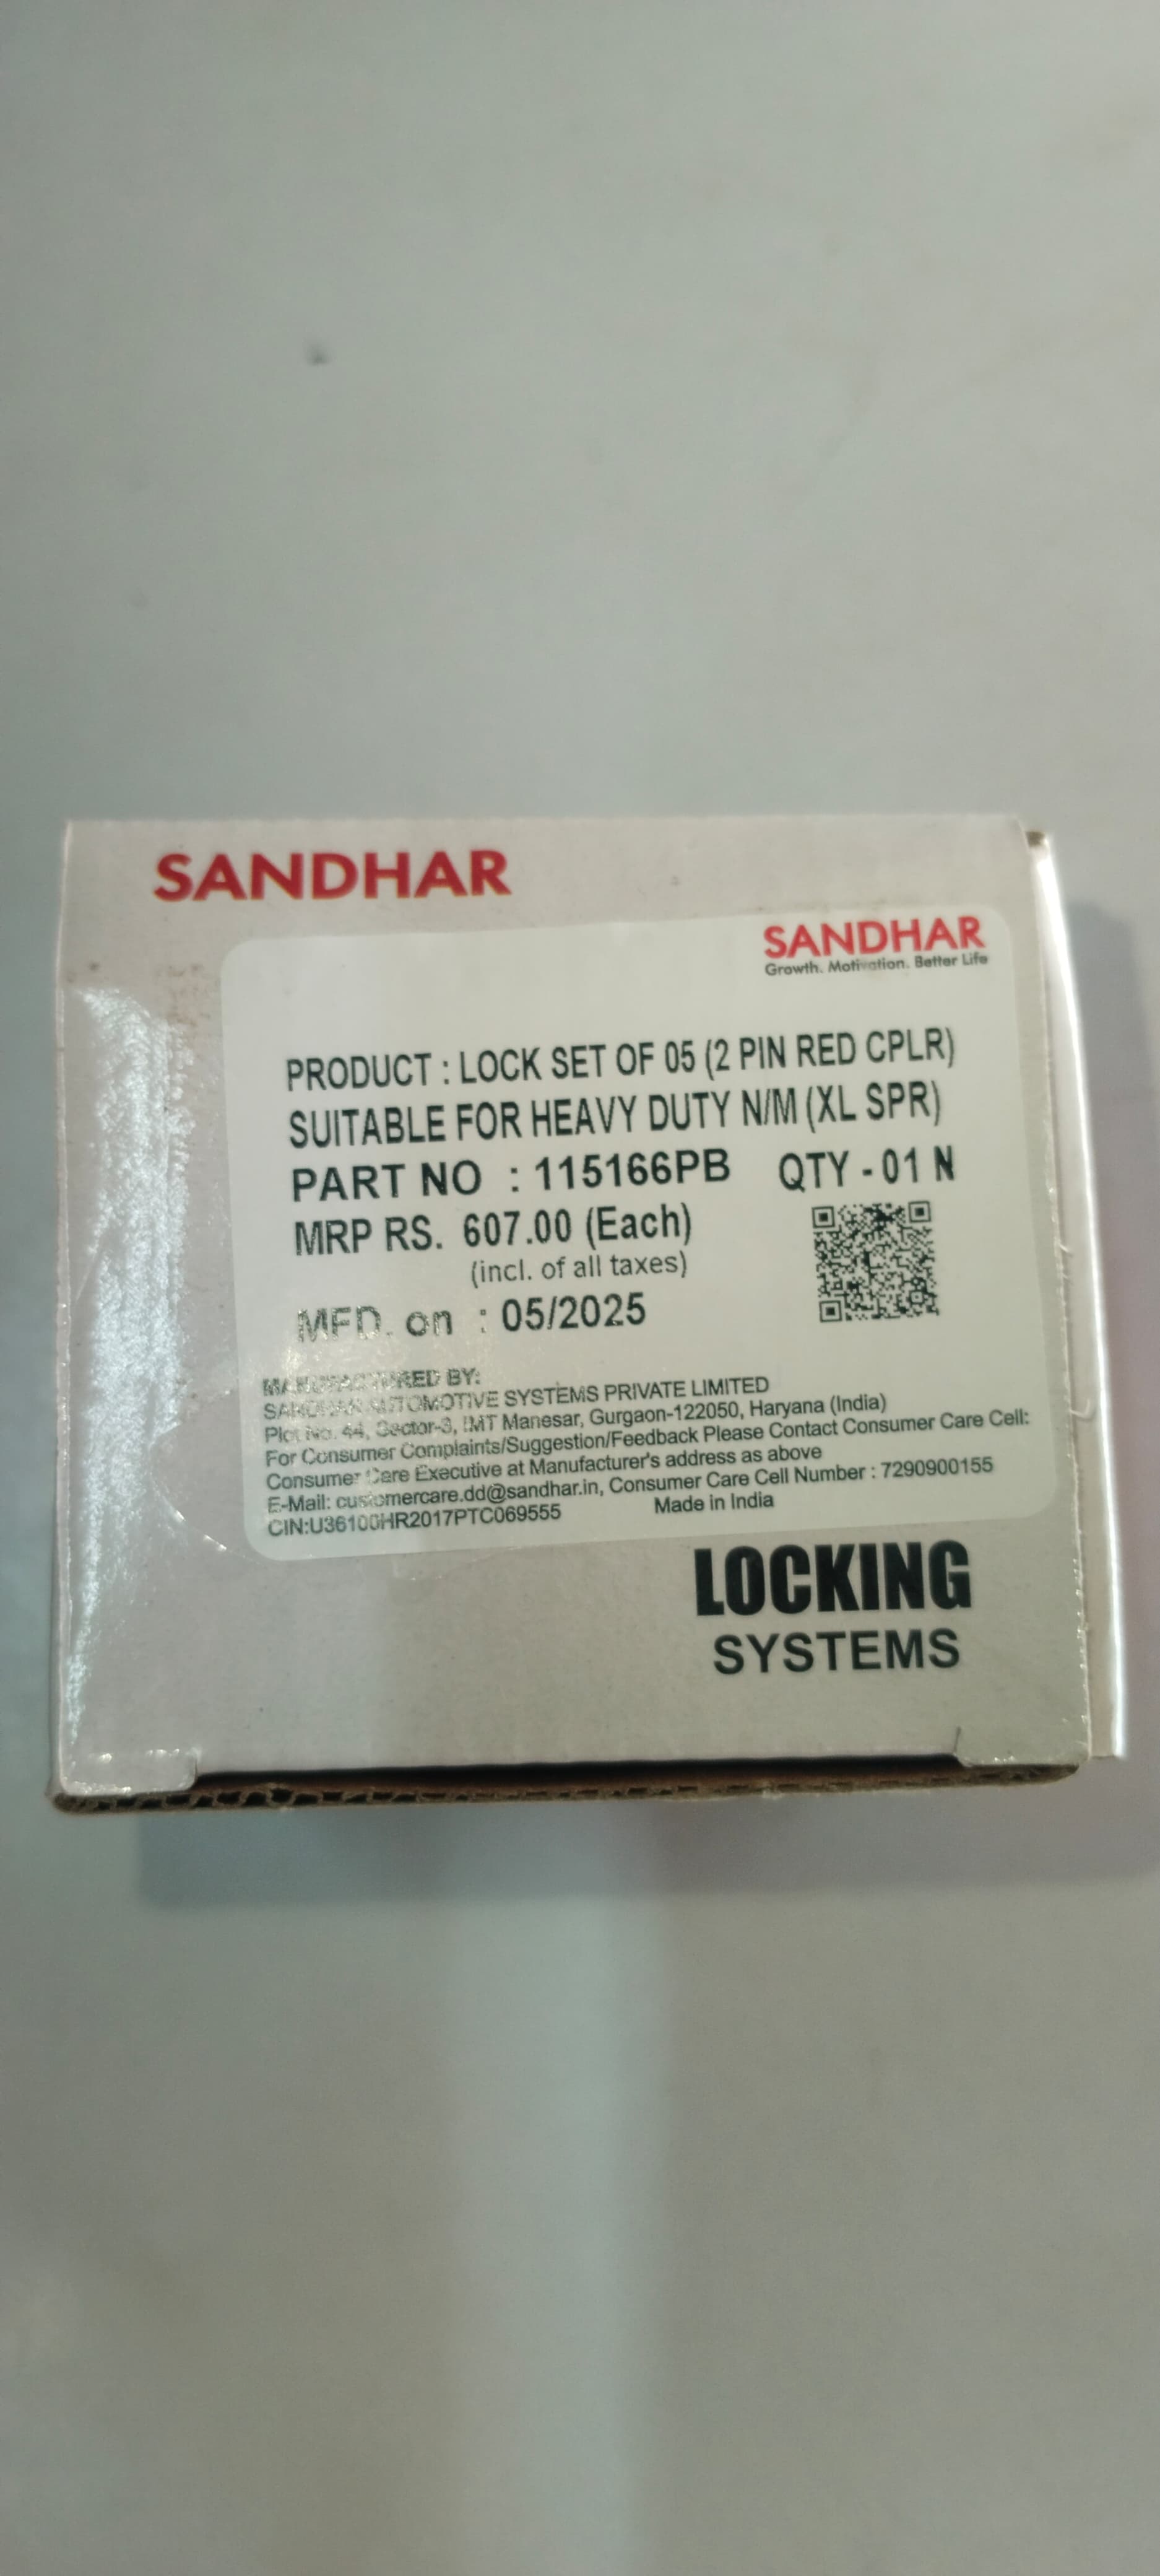 SANDHAR
SANDHAR
Growth. Motivation. Better Life
PRODUCT : LOCK SET OF 05 (2 PIN RED CPLR)
SUITABLE FOR HEAVY DUTY N/M (XL SPR)
PART NO : 115166PB QTY - 01 N
MRP RS. 607.00 (Each)
(incl. of all taxes)
MFD. on : 05/2025
MANUFACTURED BY:
SANDHAR AUTOMOTIVE SYSTEMS PRIVATE LIMITED
Plot No. 44, Sector-3, IMT Manesar, Gurgaon-122050, Haryana (India)
For Consumer Complaints/Suggestion/Feedback Please Contact Consumer Care Cell:
Consumer Care Executive at Manufacturer's address as above
E-Mail: customercare.dd@sandhar.in, Consumer Care Cell Number : 7290900155
CIN:U36100HR2017PTC069555 Made in India
LOCKING
SYSTEMS